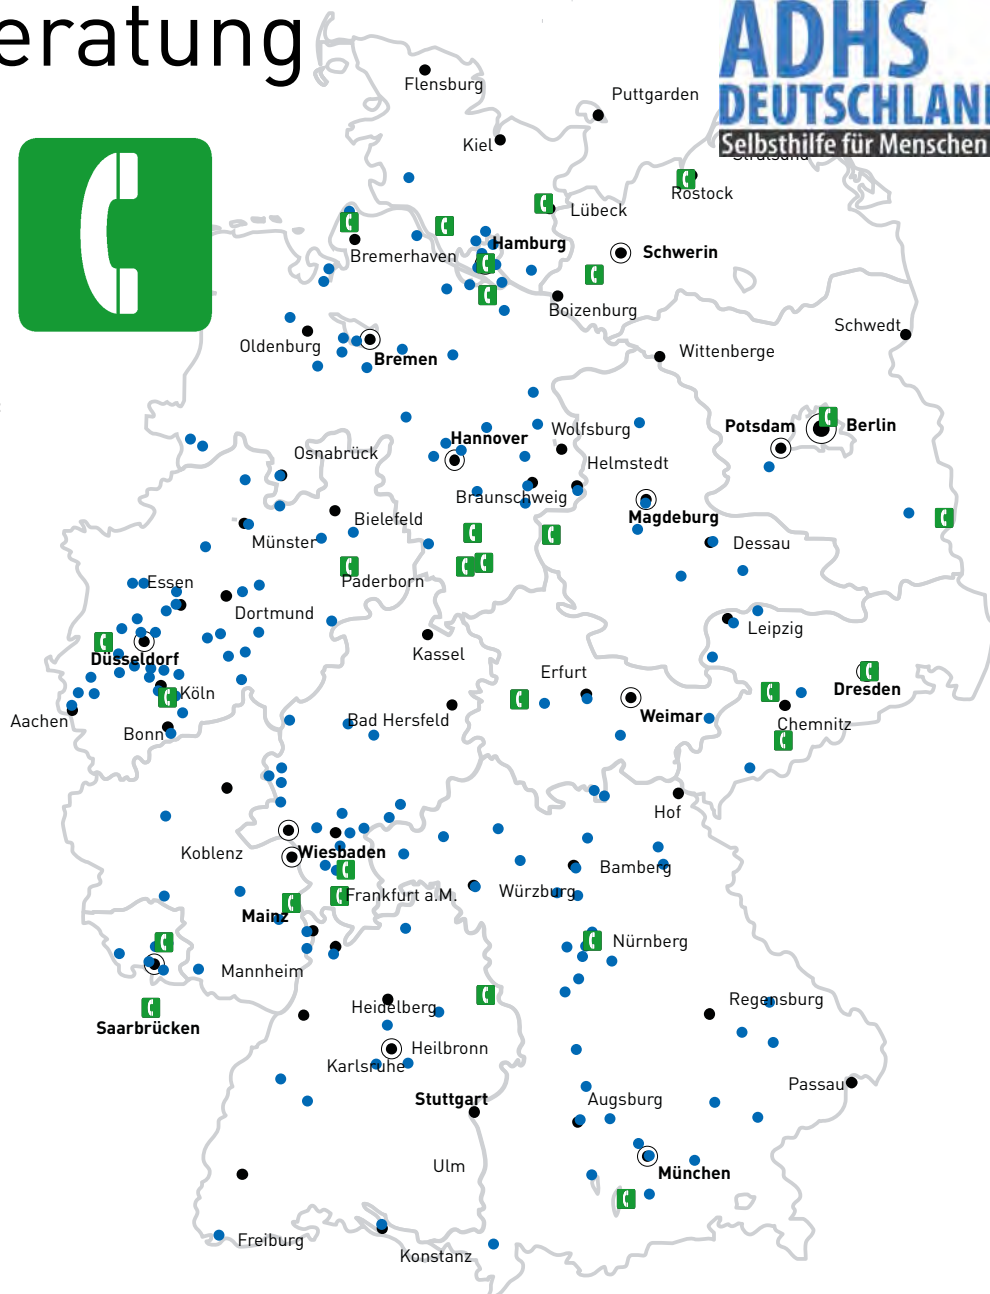 eratung
ADHS
DEUTSCHLAND
Selbsthilfe für Menschen
Flensburg
Puttgarden
Kiel
Stralsund
Rostock
Lübeck
Hamburg
Schwerin
Bremerhaven
Boizenburg
Schwedt
Oldenburg
Bremen
Wittenberge
Potsdam
Berlin
Wolfsburg
Hannover
Osnabrück
Helmstedt
Braunschweig
Magdeburg
Bielefeld
Münster
Dessau
Paderborn
Essen
Dortmund
Leipzig
Kassel
Düsseldorf
Erfurt
Dresden
Köln
Weimar
Aachen
Bad Hersfeld
Chemnitz
Bonn
Hof
Koblenz
Wiesbaden
Bamberg
Frankfurt a.M.
Würzburg
Mainz
Nürnberg
Mannheim
Regensburg
Heidelberg
Saarbrücken
Heilbronn
Karlsruhe
Passau
Stuttgart
Augsburg
Ulm
München
Freiburg
Konstanz